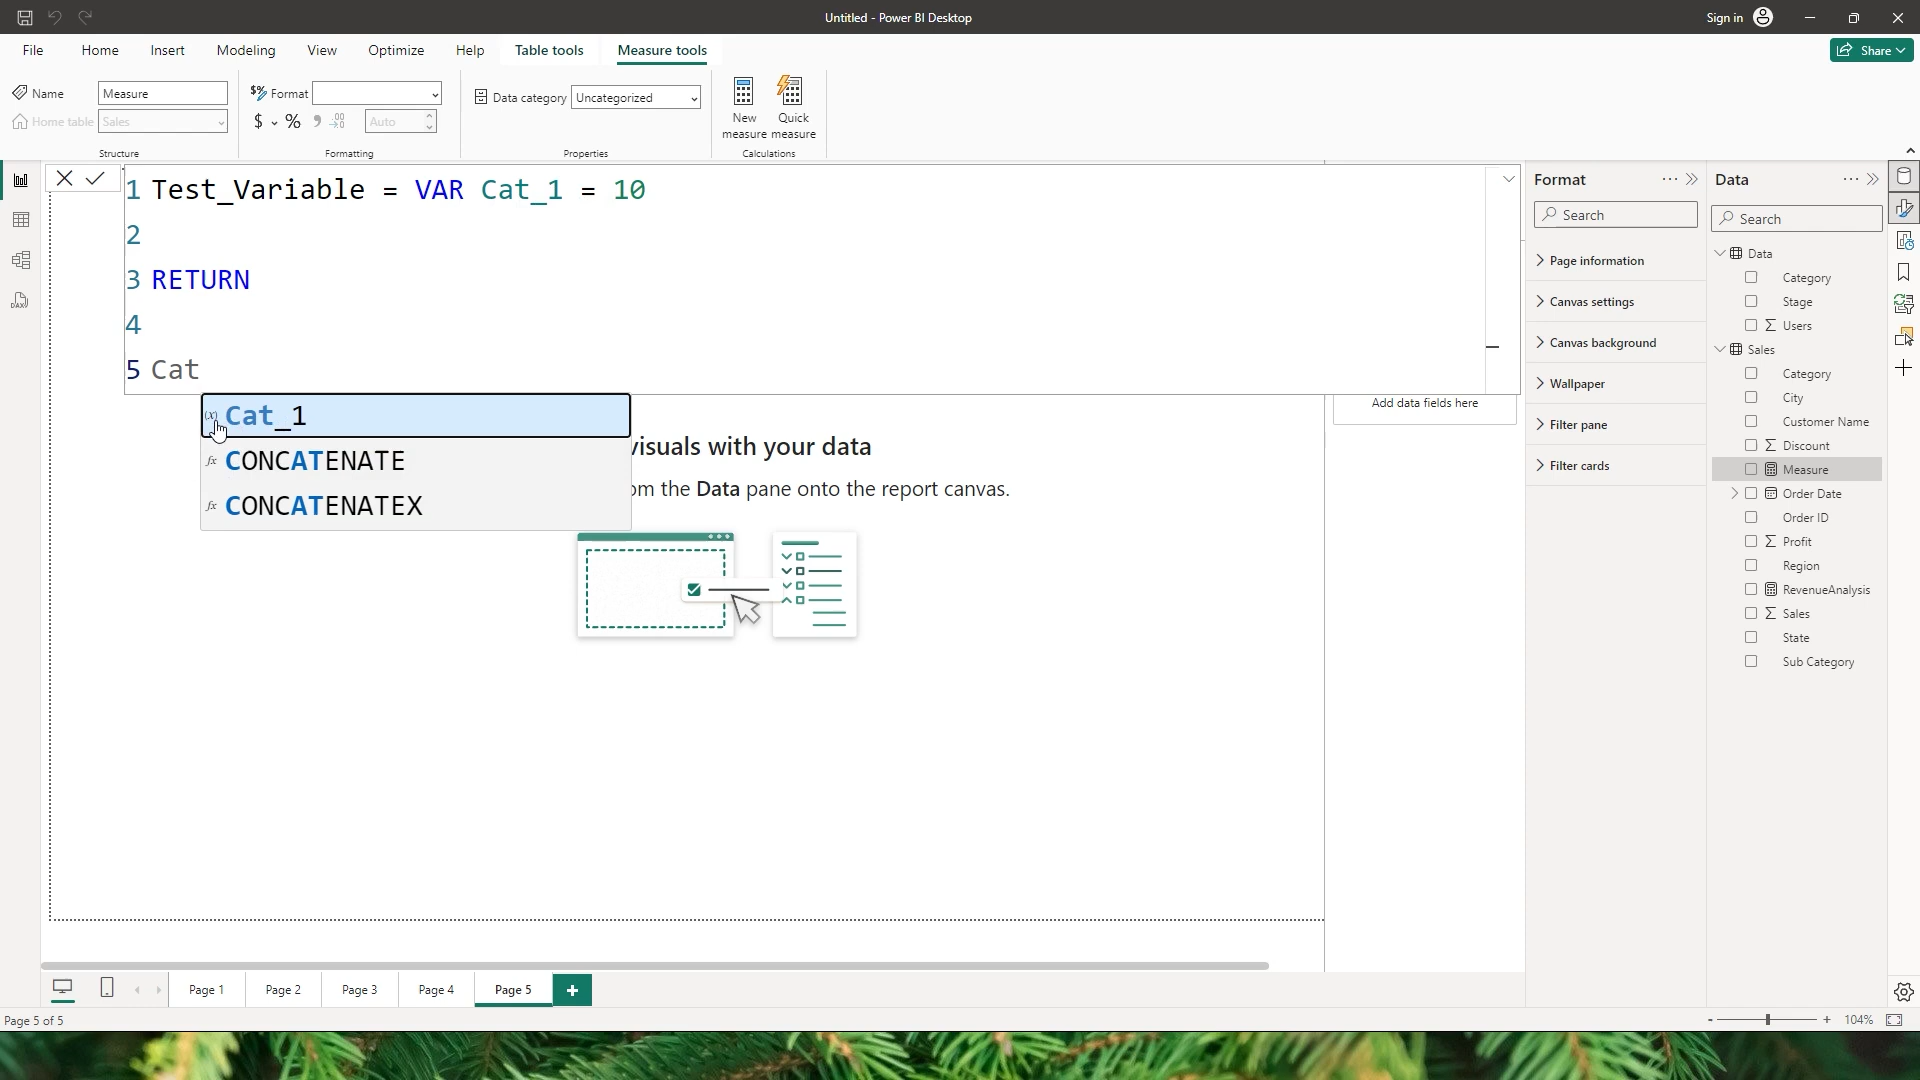 Untitled - Power BI Desktop
Sign in
File Home Insert Modeling View Optimize Help Table tools Measure tools
Share
Name Measure
Home table Sales
Structure
$% Format
$ % 9 .00 Auto
Formatting
Data category Uncategorized
Properties
New measure
Quick measure
Calculations
1 Test_Variable = VAR Cat_1 = 10
2
3 RETURN
4
5 Cat
Cat_1
CONCATENATE
CONCATENATEX
visuals with your data
om the Data pane onto the report canvas.
Add data fields here
Format
Search
Page information
Canvas settings
Canvas background
Wallpaper
Filter pane
Filter cards
Data
Search
Data
Category
Stage
Users
Sales
Category
City
Customer Name
Discount
Measure
Order Date
Order ID
Profit
Region
RevenueAnalysis
Sales
State
Sub Category
DAX
Page 1 Page 2 Page 3 Page 4 Page 5 +
Page 5 of 5
- + 104%